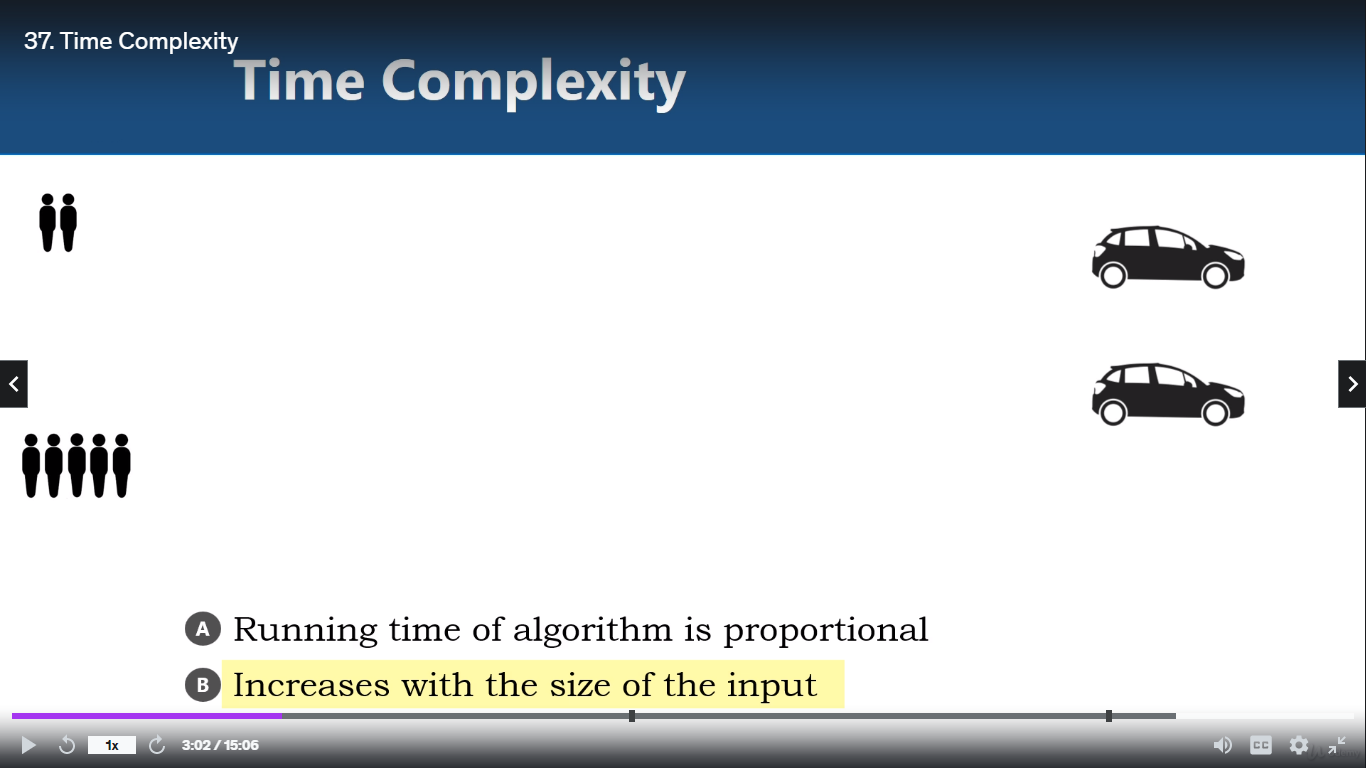 37. Time Complexity
Time Complexity
A Running time of algorithm is proportional
B Increases with the size of the input
1x
3:02 / 15:06
CC